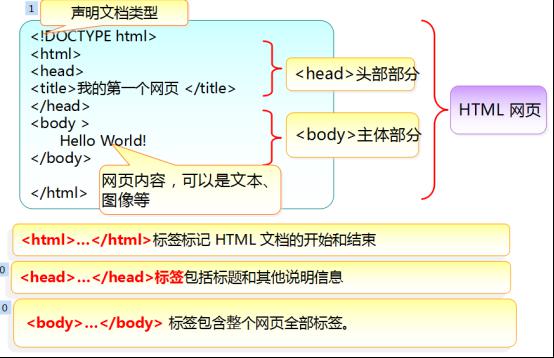 1
声明文档类型
<!DOCTYPE html>
<html>
<head>
<title>我的第一个网页 </title>
</head>
<body >
Hello World!
</body>
</html>
<head>头部部分
<body>主体部分
HTML 网页
网页内容，可以是文本、
图像等
<html>…</html>标签标记 HTML 文档的开始和结束
0
<head>…</head>标签包括标题和其他说明信息
0
<body>…</body> 标签包含整个网页全部标签。